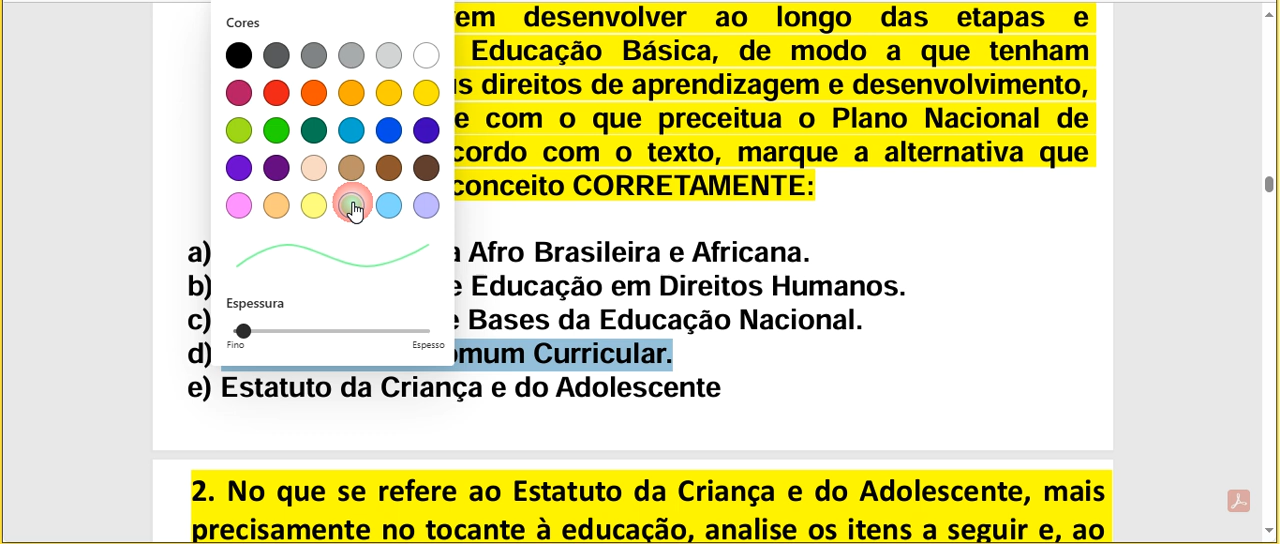 Cores
Espessura
Fino Espesso
em desenvolver ao longo das etapas e
Educação Básica, de modo a que tenham
s direitos de aprendizagem e desenvolvimento,
e com o que preceitua o Plano Nacional de
cordo com o texto, marque a alternativa que
conceito CORRETAMENTE:
a) a Afro Brasileira e Africana.
b) e Educação em Direitos Humanos.
c) e Bases da Educação Nacional.
d) omum Curricular.
e) Estatuto da Criança e do Adolescente
2. No que se refere ao Estatuto da Criança e do Adolescente, mais
precisamente no tocante à educação, analise os itens a seguir e, ao